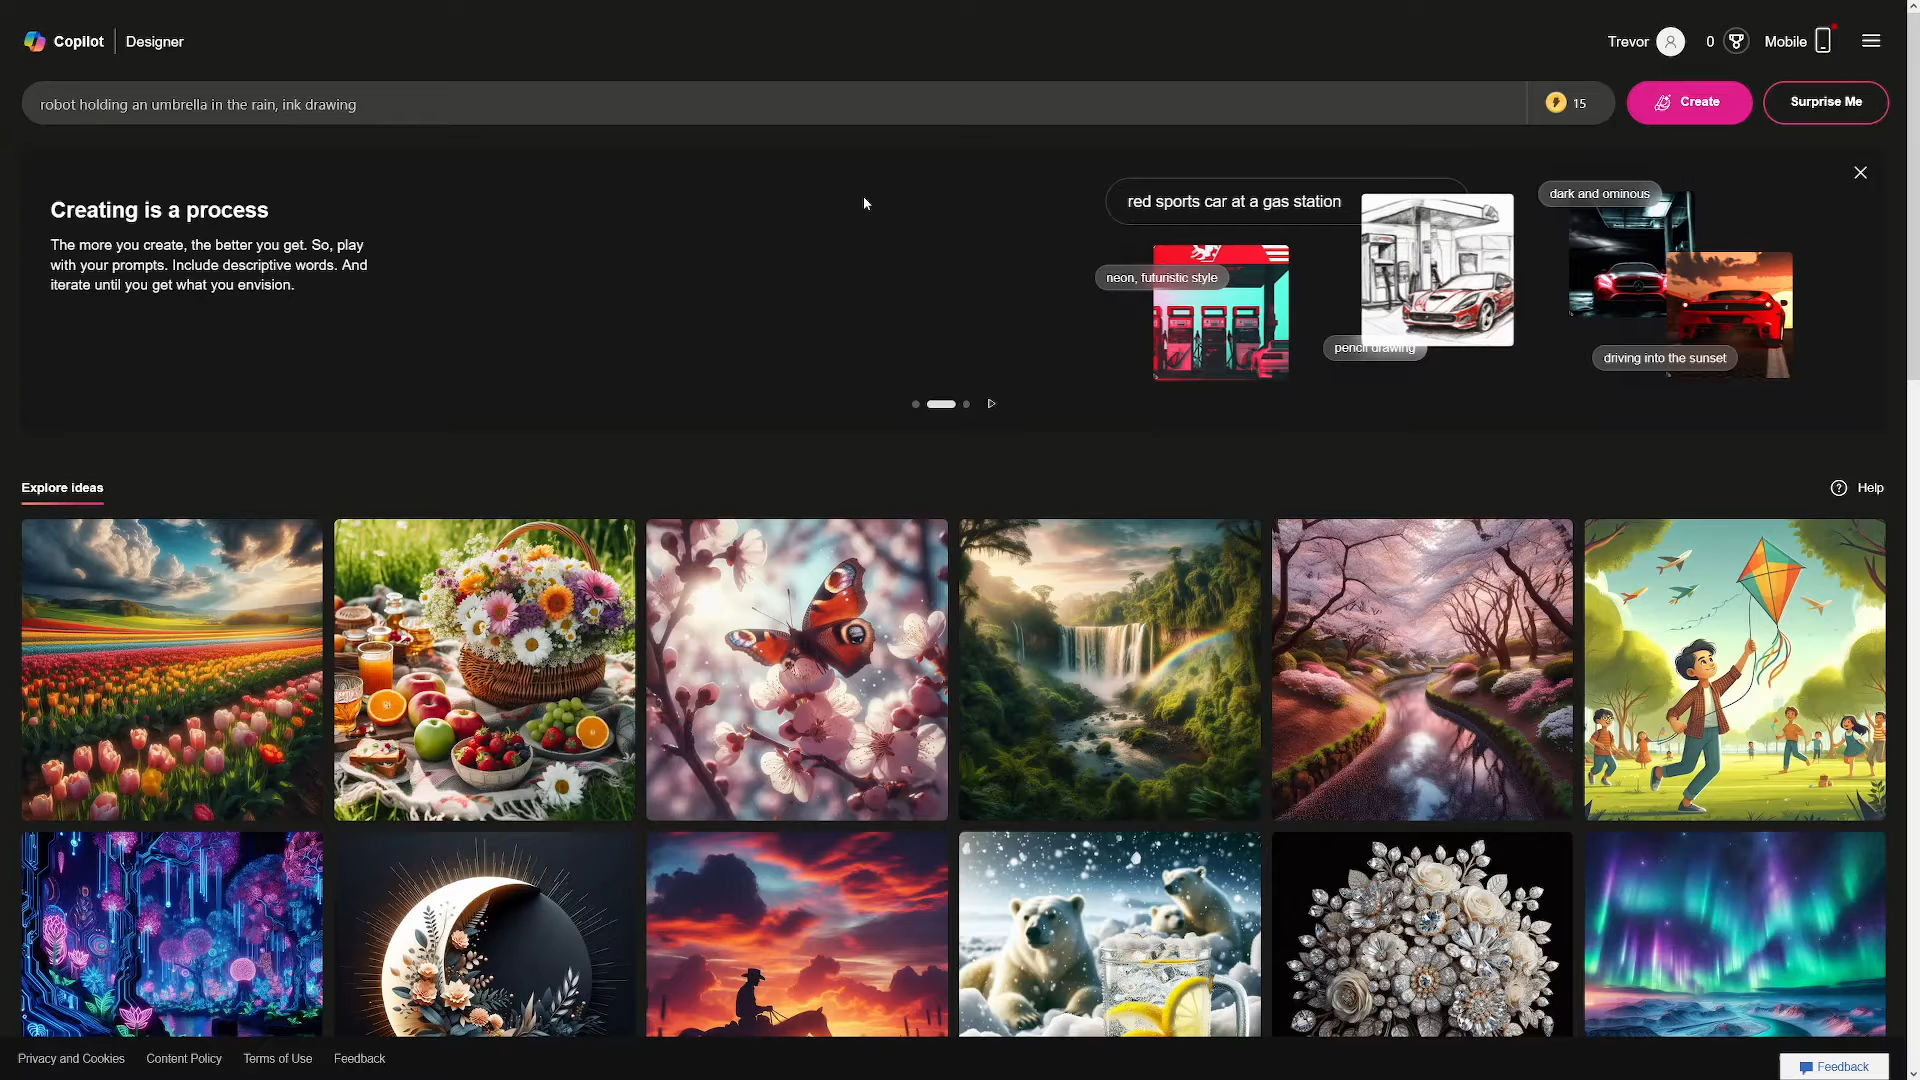 Copilot | Designer
Trevor
0
Mobile
robot holding an umbrella in the rain, ink drawing
15
Create
Surprise Me
Creating is a process
The more you create, the better you get. So, play
with your prompts. Include descriptive words. And
iterate until you get what you envision.
red sports car at a gas station
dark and ominous
neon, futuristic style
pencil drawing
driving into the sunset
Explore ideas
Help
Privacy and Cookies
Content Policy
Terms of Use
Feedback
Feedback